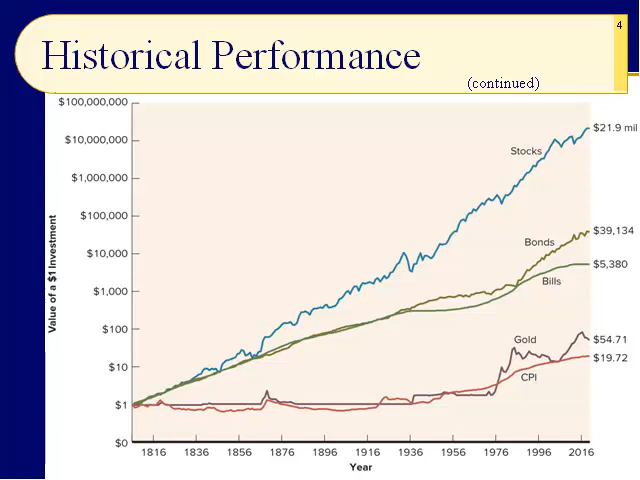 4
Historical Performance
(continued)
$100,000,000
$10,000,000
$1,000,000
$100,000
$10,000
$1,000
$100
$10
$1
$0
Value of a $1 Investment
Stocks
Bonds
Bills
Gold
CPI
$21.9 mil
$39,134
$5,380
$54.71
$19.72
1816 1836 1856 1876 1896 1916 1936 1956 1976 1996 2016
Year